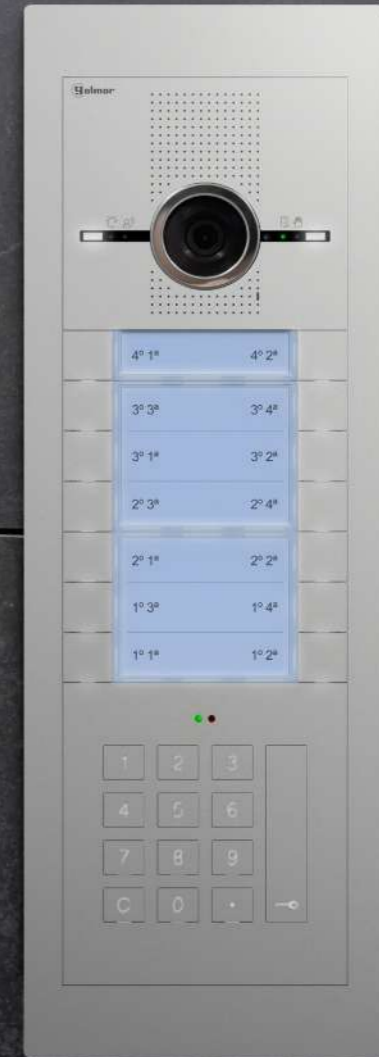 Golmar
4º 1ª 4º 2ª
3º 3ª 3º 4ª
3º 1ª 3º 2ª
2º 3ª 2º 4ª
2º 1ª 2º 2ª
1º 3ª 1º 4ª
1º 1ª 1º 2ª
1 2 3
4 5 6
7 8 9
C 0 •